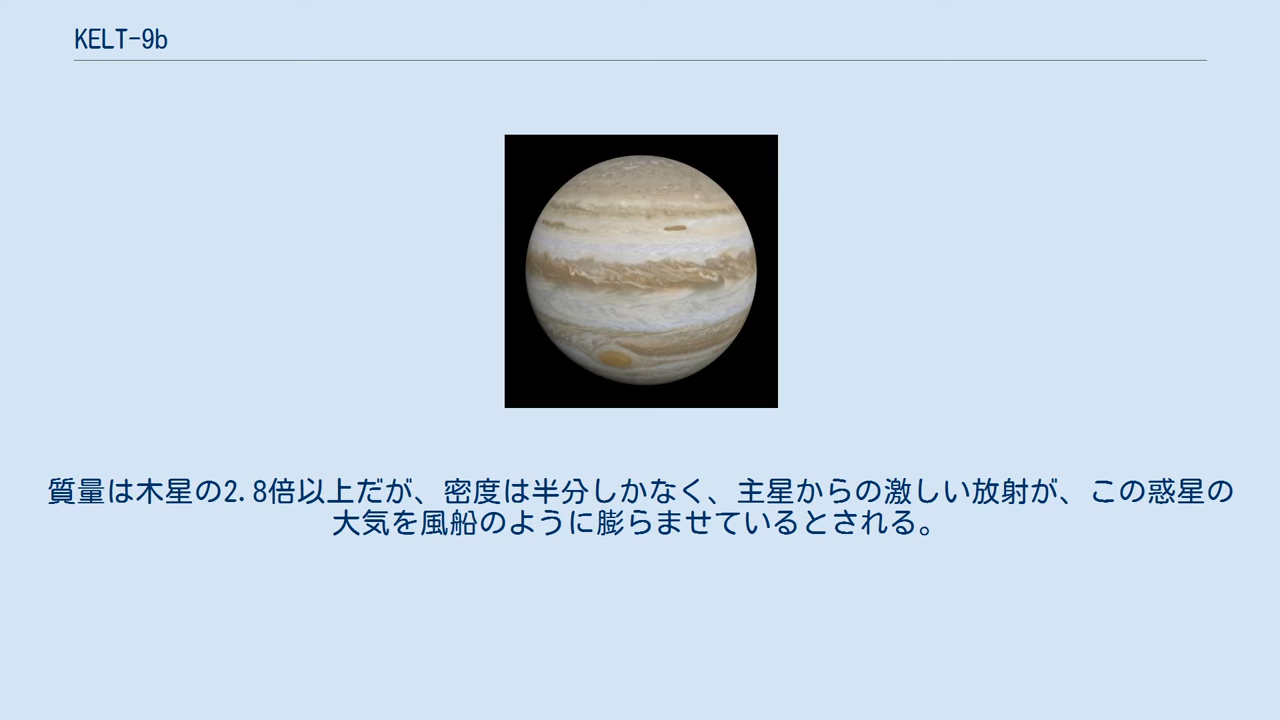 KELT-9b
質量は木星の2.8倍以上だが、密度は半分しかなく、主星からの激しい放射が、この惑星の
大気を風船のように膨らませているとされる。